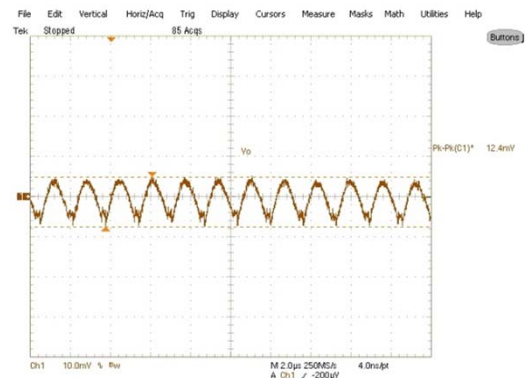 File Edit Vertical Horiz/Acq Trig Display Cursors Measure Masks Math Utilities Help
Tek Stopped 85 Acqs
Buttons
Vo
Pk-Pk(C1)* 12.4mV
Ch1 10.0mV Bw
M 2.0µs 250MS/s 4.0ns/pt
A Ch1 -200µV